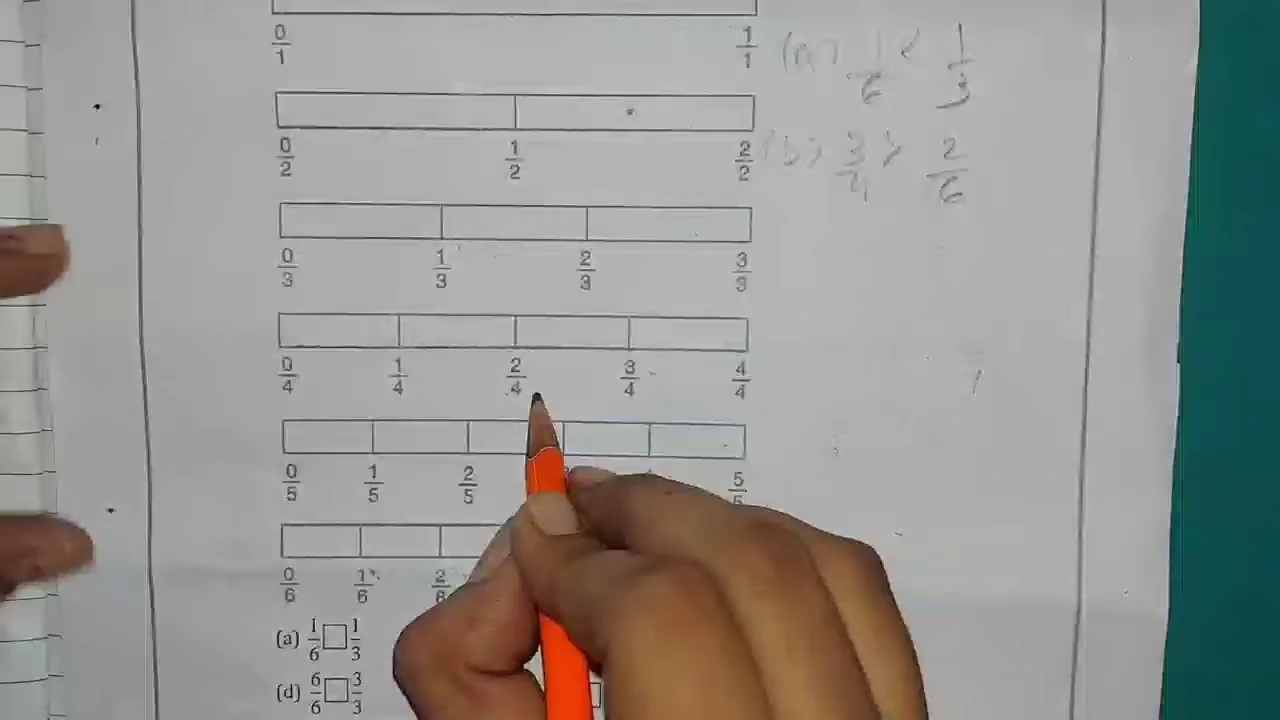 0/1 1/1
(a) 1/6 < 1/3
0/2 1/2 2/2
(b) 3/4 > 2/6
0/3 1/3 2/3 3/3
0/4 1/4 2/4 3/4 4/4
0/5 1/5 2/5 5/5
0/6 1/6 2/6
(a) 1/6 □ 1/3
(d) 6/6 □ 3/3